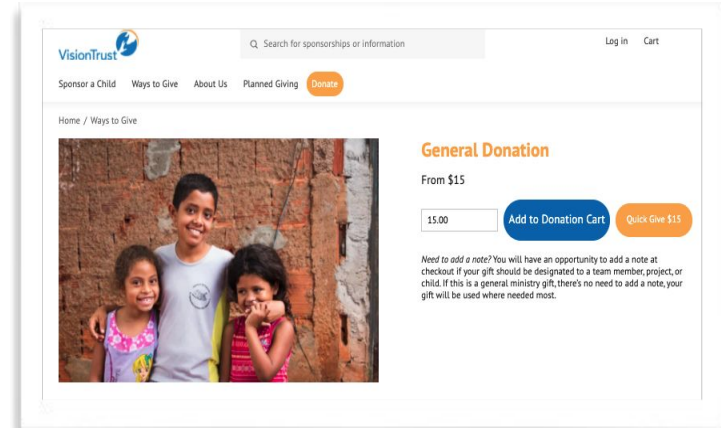 VisionTrust
Search for sponsorships or information
Log in Cart
Sponsor a Child Ways to Give About Us Planned Giving Donate
Home / Ways to Give
General Donation
From $15
15.00 Add to Donation Cart Quick Give $15
Need to add a note? You will have an opportunity to add a note at
checkout if your gift should be designated to a team member, project, or
child. If this is a general ministry gift, there's no need to add a note, your
gift will be used where needed most.